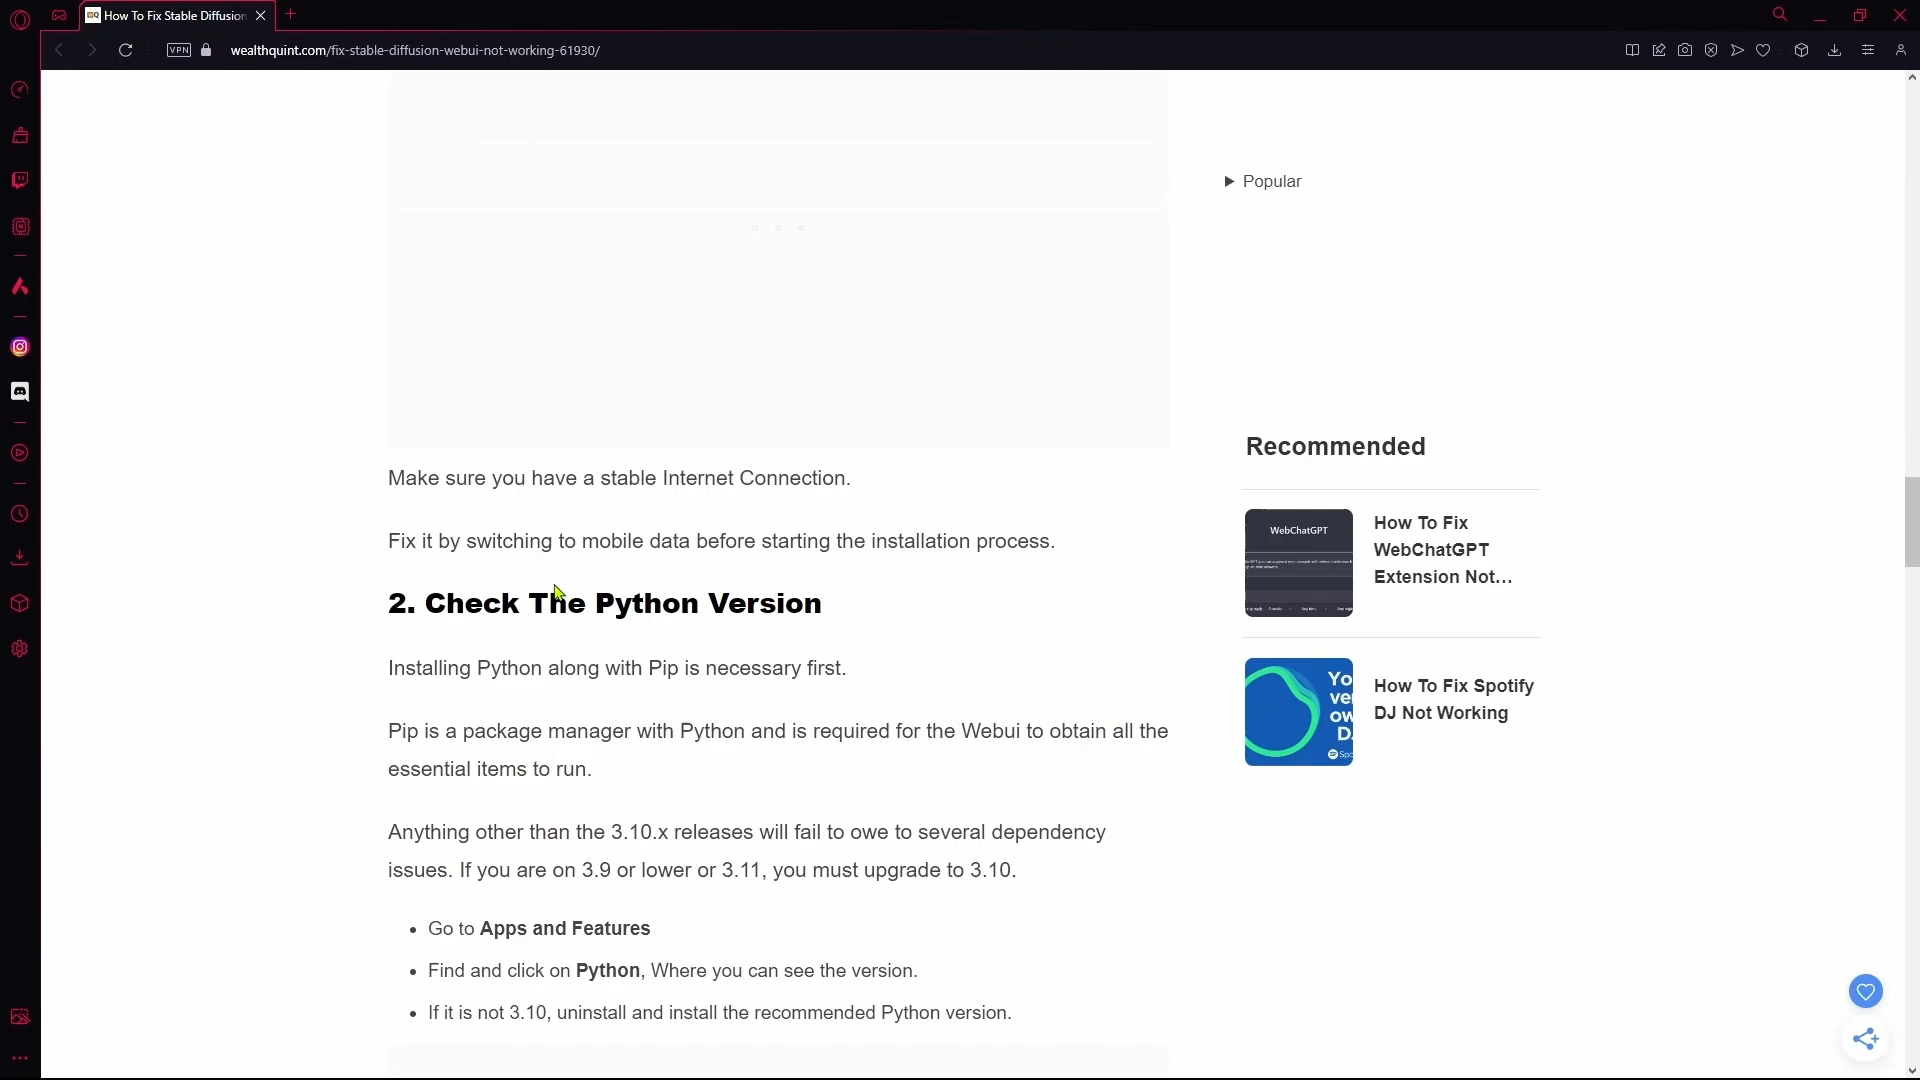 How To Fix Stable Diffusion
VPN
wealthquint.com/fix-stable-diffusion-webui-not-working-61930/
Popular
Make sure you have a stable Internet Connection.
Fix it by switching to mobile data before starting the installation process.
2. Check The Python Version
Installing Python along with Pip is necessary first.
Pip is a package manager with Python and is required for the Webui to obtain all the
essential items to run.
Anything other than the 3.10.x releases will fail to owe to several dependency
issues. If you are on 3.9 or lower or 3.11, you must upgrade to 3.10.
• Go to Apps and Features
• Find and click on Python, Where you can see the version.
• If it is not 3.10, uninstall and install the recommended Python version.
Recommended
WebChatGPT
How To Fix
WebChatGPT
Extension Not...
Yo
ve
ow
D.
Spo
How To Fix Spotify
DJ Not Working